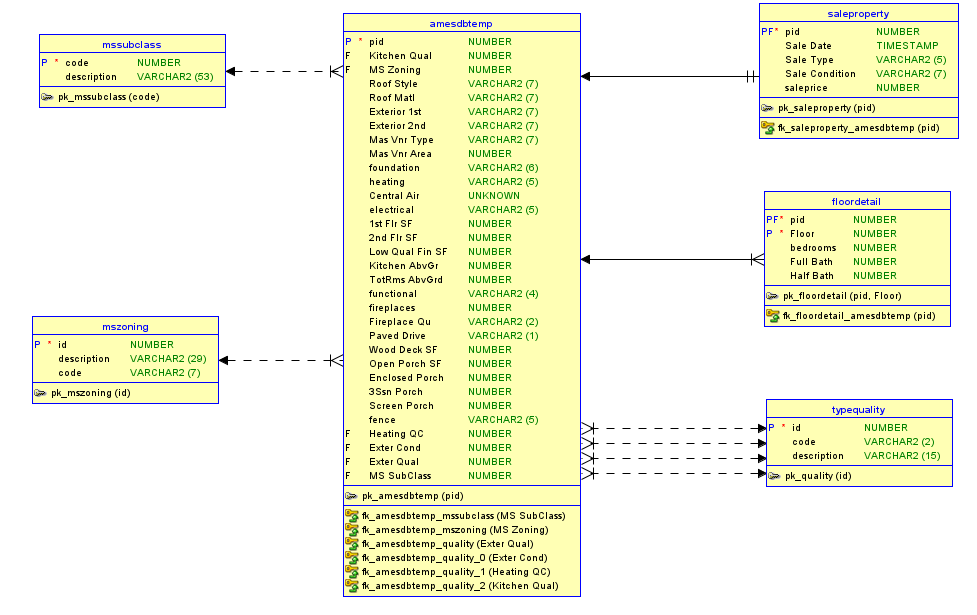 mssubclass
P * code NUMBER
description VARCHAR2 (53)
pk_mssubclass (code)
mszoning
P * id NUMBER
description VARCHAR2 (29)
code VARCHAR2 (7)
pk_mszoning (id)
amesdbtemp
P * pid NUMBER
F Kitchen Qual NUMBER
F MS Zoning NUMBER
Roof Style VARCHAR2 (7)
Roof Matl VARCHAR2 (7)
Exterior 1st VARCHAR2 (7)
Exterior 2nd VARCHAR2 (7)
Mas Vnr Type VARCHAR2 (7)
Mas Vnr Area NUMBER
foundation VARCHAR2 (6)
heating VARCHAR2 (5)
Central Air UNKNOWN
electrical VARCHAR2 (5)
1st Flr SF NUMBER
2nd Flr SF NUMBER
Low Qual Fin SF NUMBER
Kitchen AbvGr NUMBER
TotRms AbvGrd NUMBER
functional VARCHAR2 (4)
fireplaces NUMBER
Fireplace Qu VARCHAR2 (2)
Paved Drive VARCHAR2 (1)
Wood Deck SF NUMBER
Open Porch SF NUMBER
Enclosed Porch NUMBER
3Ssn Porch NUMBER
Screen Porch NUMBER
fence VARCHAR2 (5)
F Heating QC NUMBER
F Exter Cond NUMBER
F Exter Qual NUMBER
F MS SubClass NUMBER
pk_amesdbtemp (pid)
fk_amesdbtemp_mssubclass (MS SubClass)
fk_amesdbtemp_mszoning (MS Zoning)
fk_amesdbtemp_quality (Exter Qual)
fk_amesdbtemp_quality_0 (Exter Cond)
fk_amesdbtemp_quality_1 (Heating QC)
fk_amesdbtemp_quality_2 (Kitchen Qual)
saleproperty
PF* pid NUMBER
Sale Date TIMESTAMP
Sale Type VARCHAR2 (5)
Sale Condition VARCHAR2 (7)
saleprice NUMBER
pk_saleproperty (pid)
fk_saleproperty_amesdbtemp (pid)
floordetail
PF* pid NUMBER
P * Floor NUMBER
bedrooms NUMBER
Full Bath NUMBER
Half Bath NUMBER
pk_floordetail (pid, Floor)
fk_floordetail_amesdbtemp (pid)
typequality
P * id NUMBER
code VARCHAR2 (2)
description VARCHAR2 (15)
pk_quality (id)